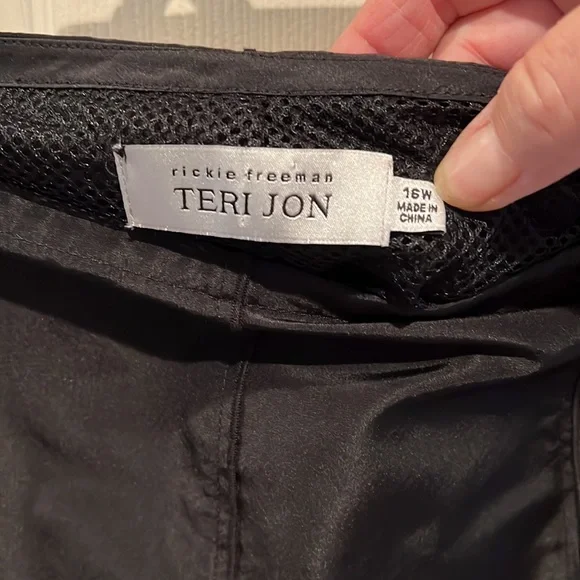 rickie freeman
TERI JON
16W
MADE IN
CHINA